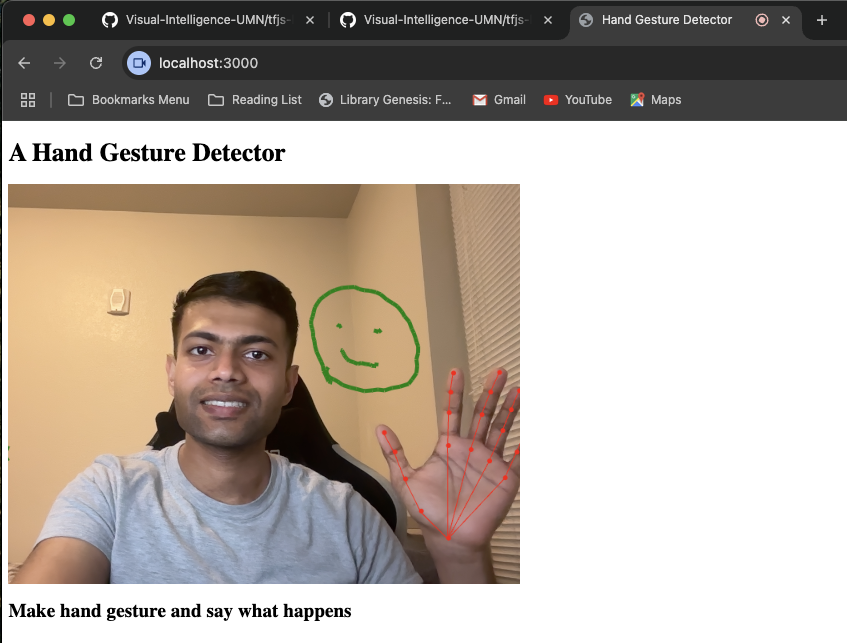 Visual-Intelligence-UMN/tfjs- Visual-Intelligence-UMN/tfjs- Hand Gesture Detector
localhost:3000
Bookmarks Menu Reading List Library Genesis: F... Gmail YouTube Maps
A Hand Gesture Detector
Make hand gesture and say what happens